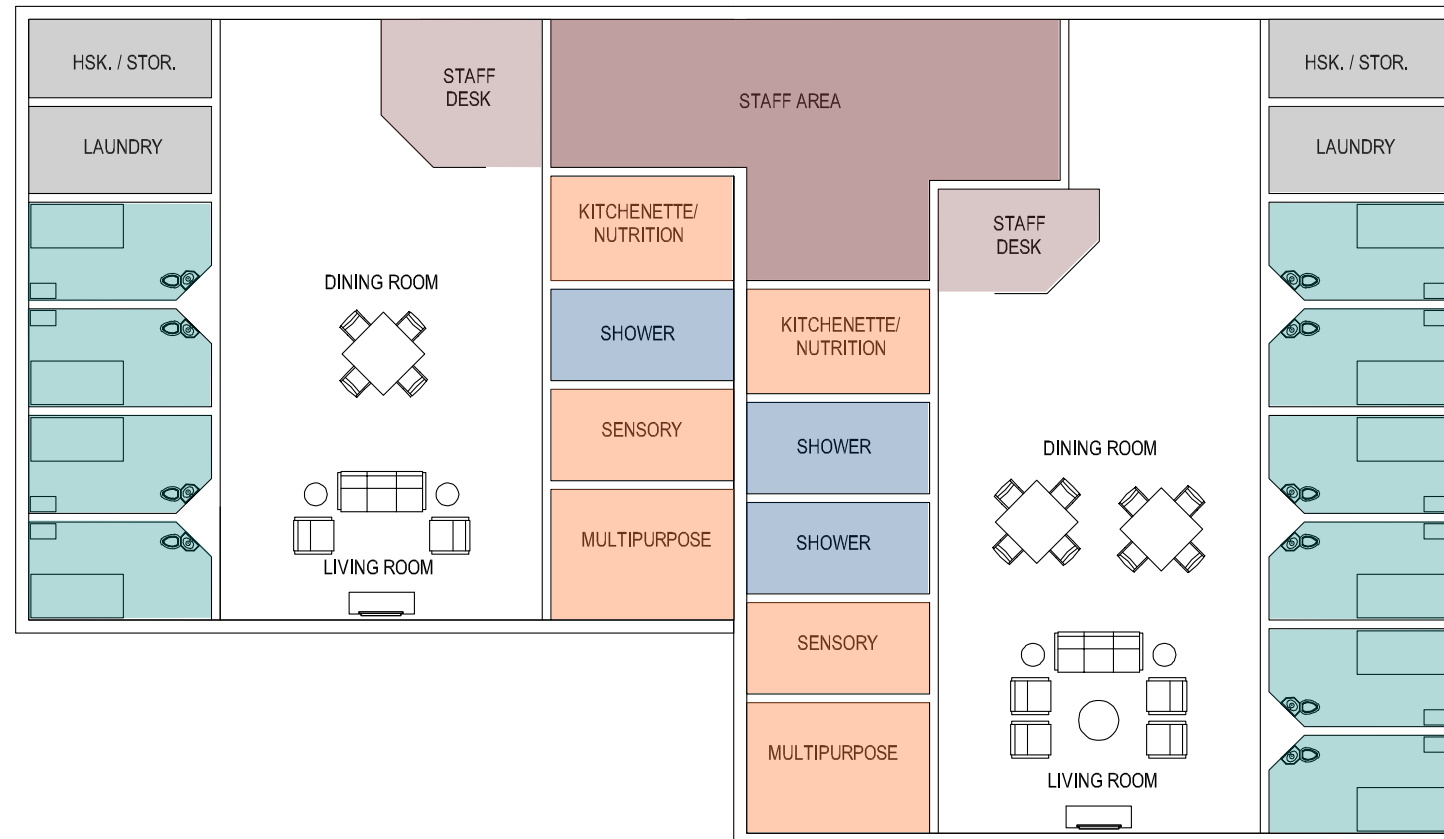 HSK. / STOR.
LAUNDRY
STAFF
DESK
STAFF AREA
HSK. / STOR.
LAUNDRY
KITCHENETTE/
NUTRITION
SHOWER
SENSORY
MULTIPURPOSE
DINING ROOM
LIVING ROOM
STAFF
DESK
KITCHENETTE/
NUTRITION
SHOWER
SHOWER
SENSORY
MULTIPURPOSE
DINING ROOM
LIVING ROOM